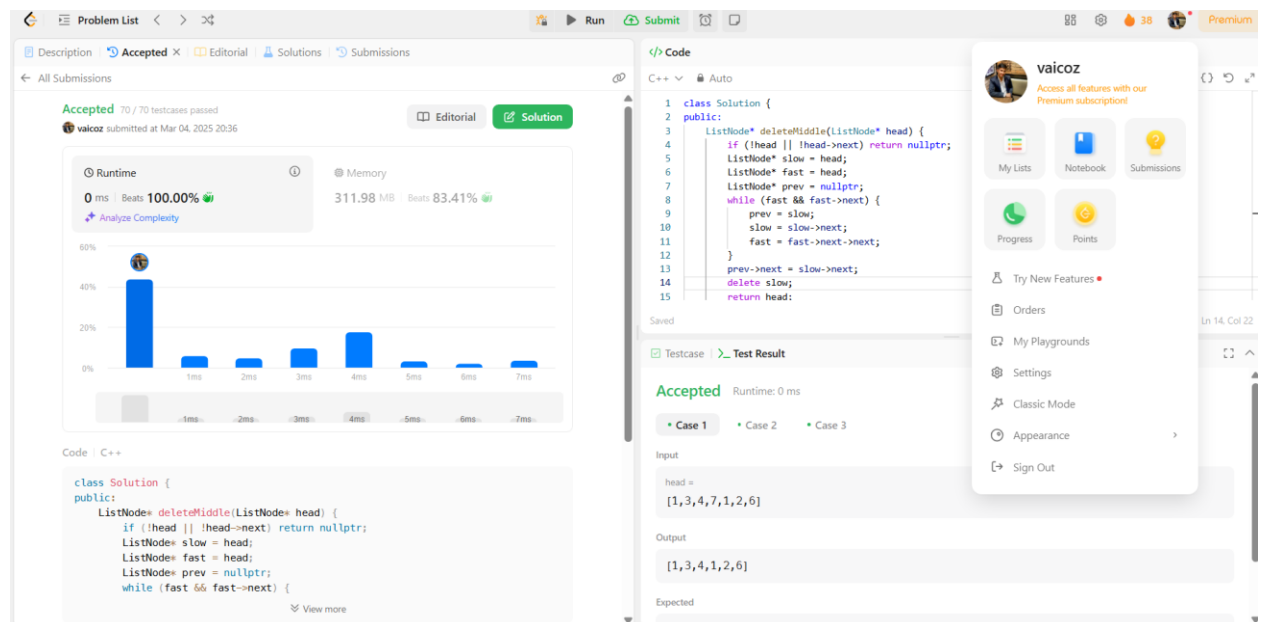 Problem List
Run
Submit
38
Premium
Description
Accepted
Editorial
Solutions
Submissions
All Submissions
Accepted 70 / 70 testcases passed
vaicoz submitted at Mar 04, 2025 20:36
Editorial
Solution
Runtime
0 ms Beats 100.00%
Analyze Complexity
Memory
311.98 MB Beats 83.41%
60%
40%
20%
0%
1ms 2ms 3ms 4ms 5ms 6ms 7ms
1ms 2ms 3ms 4ms 5ms 6ms 7ms
Code C++
class Solution {
public:
ListNode* deleteMiddle(ListNode* head) {
if (!head || !head->next) return nullptr;
ListNode* slow = head;
ListNode* fast = head;
ListNode* prev = nullptr;
while (fast && fast->next) {
View more
</> Code
C++ Auto
1 class Solution {
2 public:
3 ListNode* deleteMiddle(ListNode* head) {
4 if (!head || !head->next) return nullptr;
5 ListNode* slow = head;
6 ListNode* fast = head;
7 ListNode* prev = nullptr;
8 while (fast && fast->next) {
9 prev = slow;
10 slow = slow->next;
11 fast = fast->next->next;
12 }
13 prev->next = slow->next;
14 delete slow;
15 return head;
Saved
Ln 14, Col 22
Testcase
Test Result
Accepted Runtime: 0 ms
Case 1 Case 2 Case 3
Input
head =
[1,3,4,7,1,2,6]
Output
[1,3,4,1,2,6]
Expected
vaicoz
Access all features with our
Premium subscription!
My Lists
Notebook
Submissions
Progress
Points
Try New Features
Orders
My Playgrounds
Settings
Classic Mode
Appearance
Sign Out